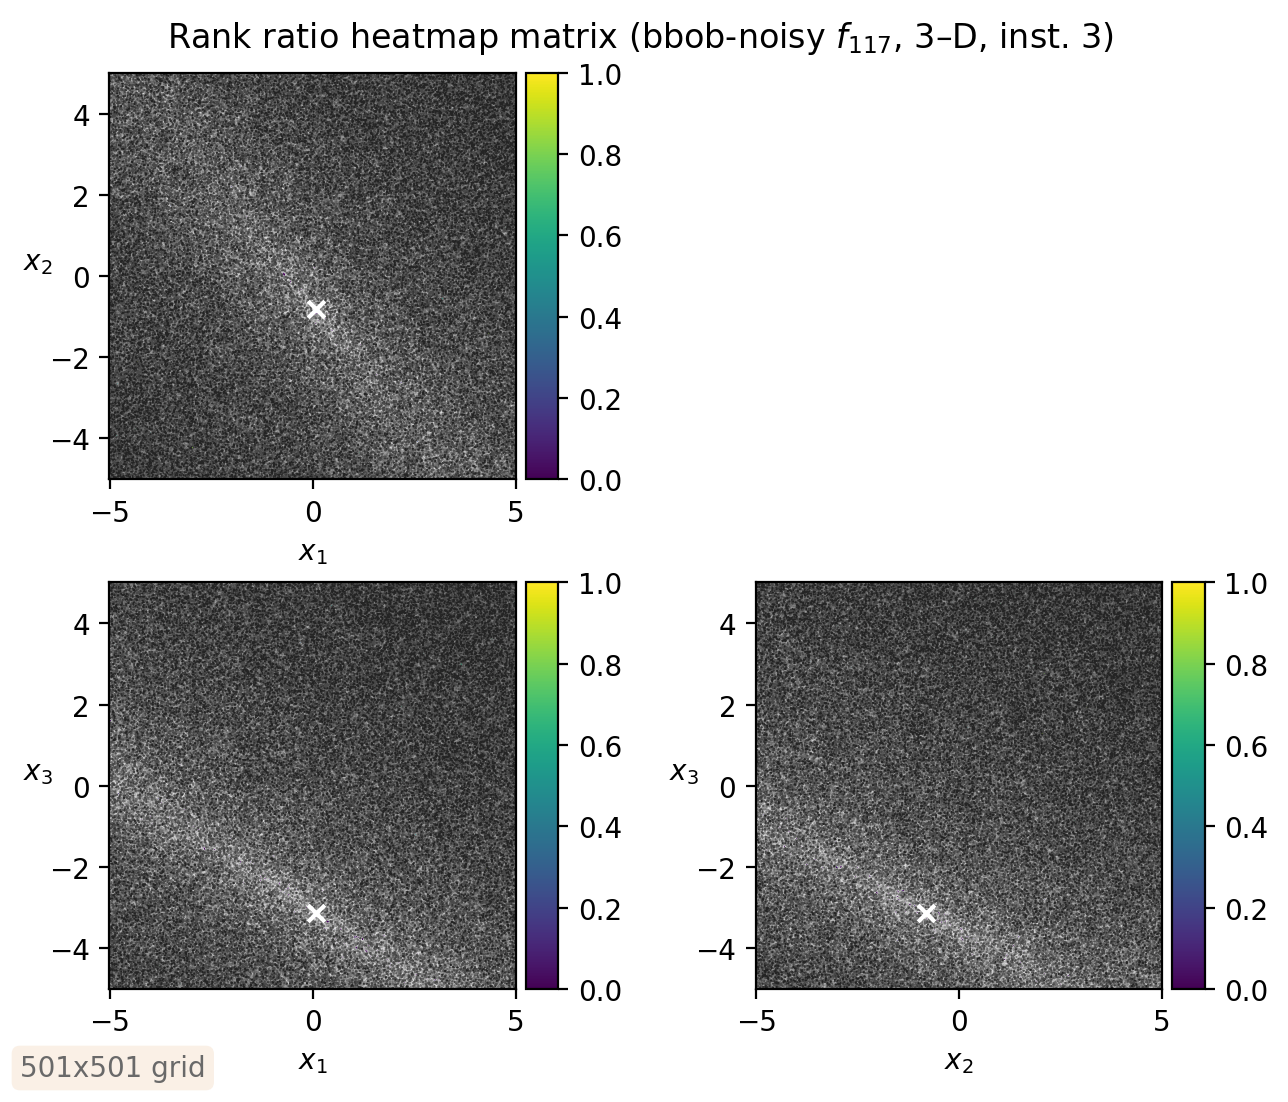 Rank ratio heatmap matrix (bbob-noisy f₁₁₇, 3–D, inst. 3)
1.0
4
0.8
2
0.6
x₂
0
0.4
−2
0.2
−4
0.0
−5 0 5
x₁
1.0 1.0
4 4
0.8 0.8
2 2
0.6 0.6
x₃ x₃
0 0
0.4 0.4
−2 −2
0.2 0.2
−4 −4
0.0 0.0
−5 0 5 −5 0 5
x₁ x₂
501x501 grid